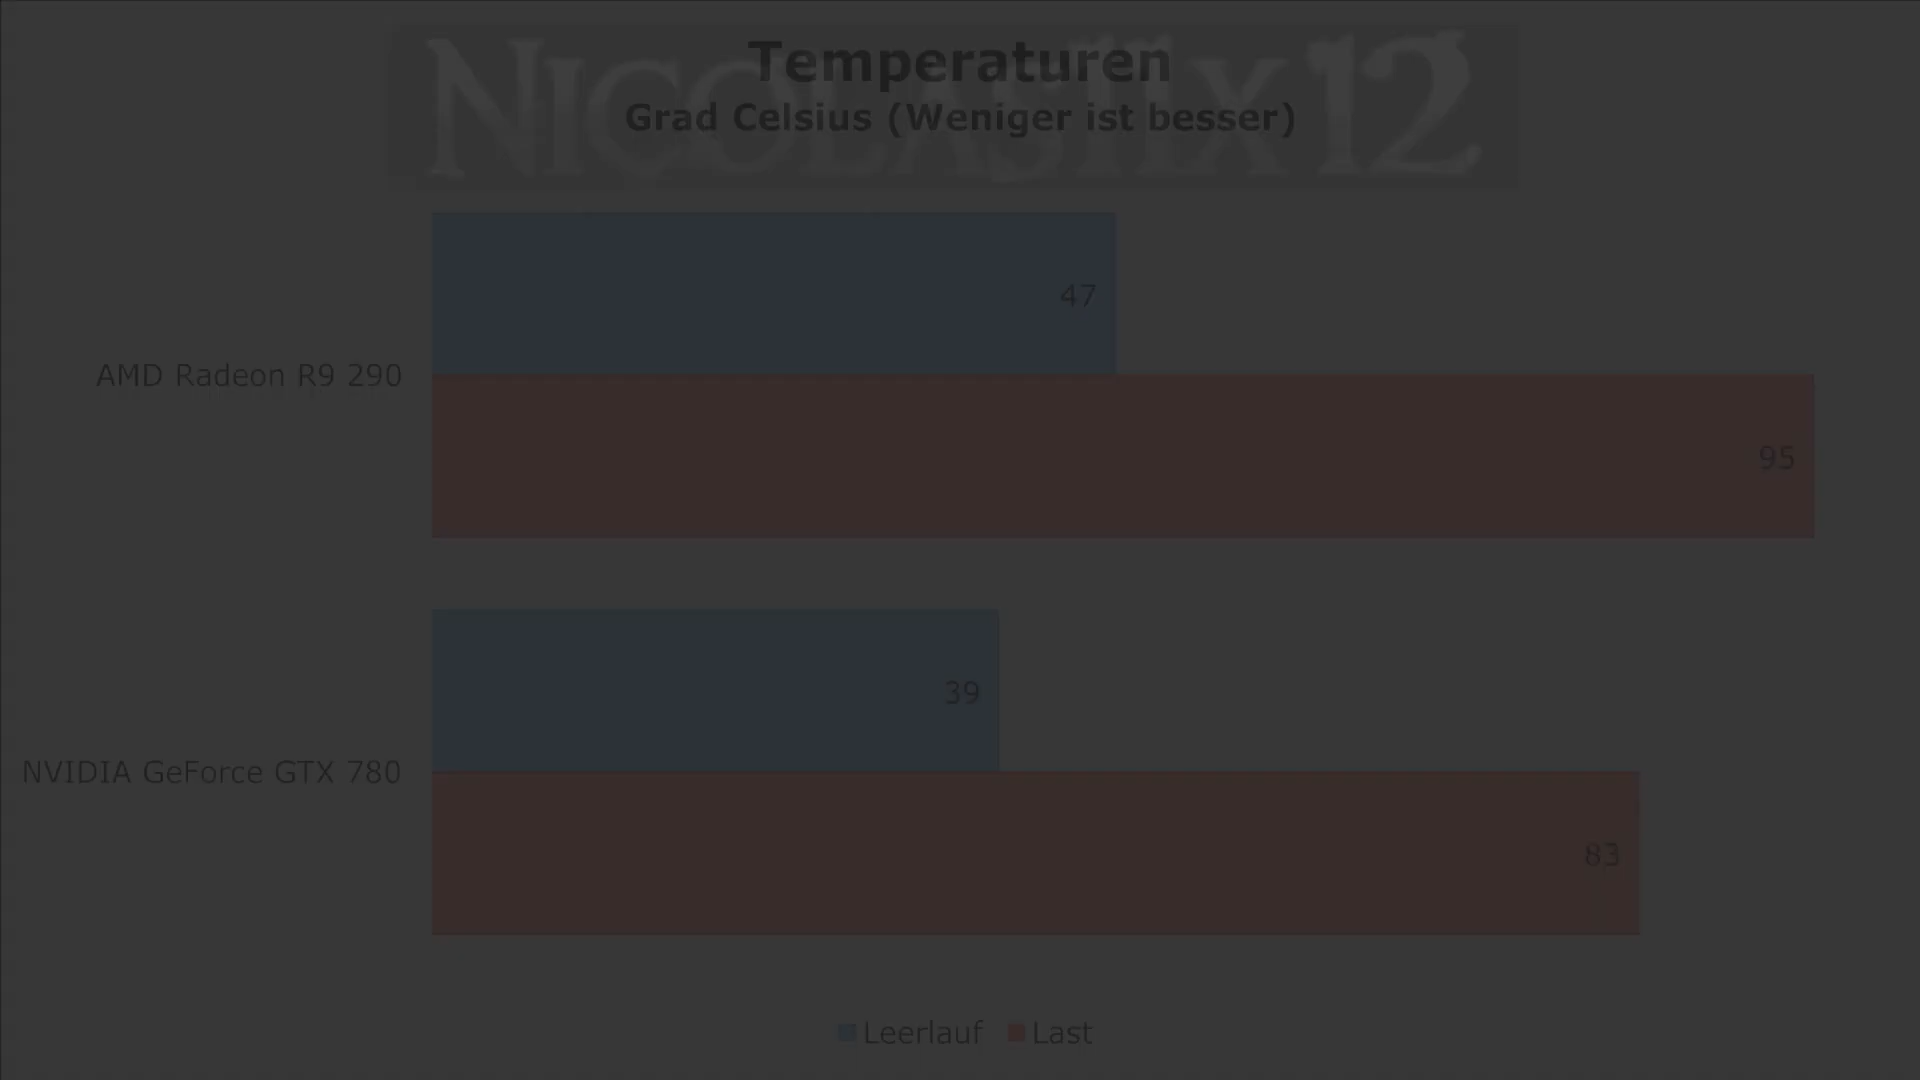 NICOLASTIX12
Temperaturen
Grad Celsius (Weniger ist besser)
47
AMD Radeon R9 290
95
39
NVIDIA GeForce GTX 780
83
Leerlauf Last